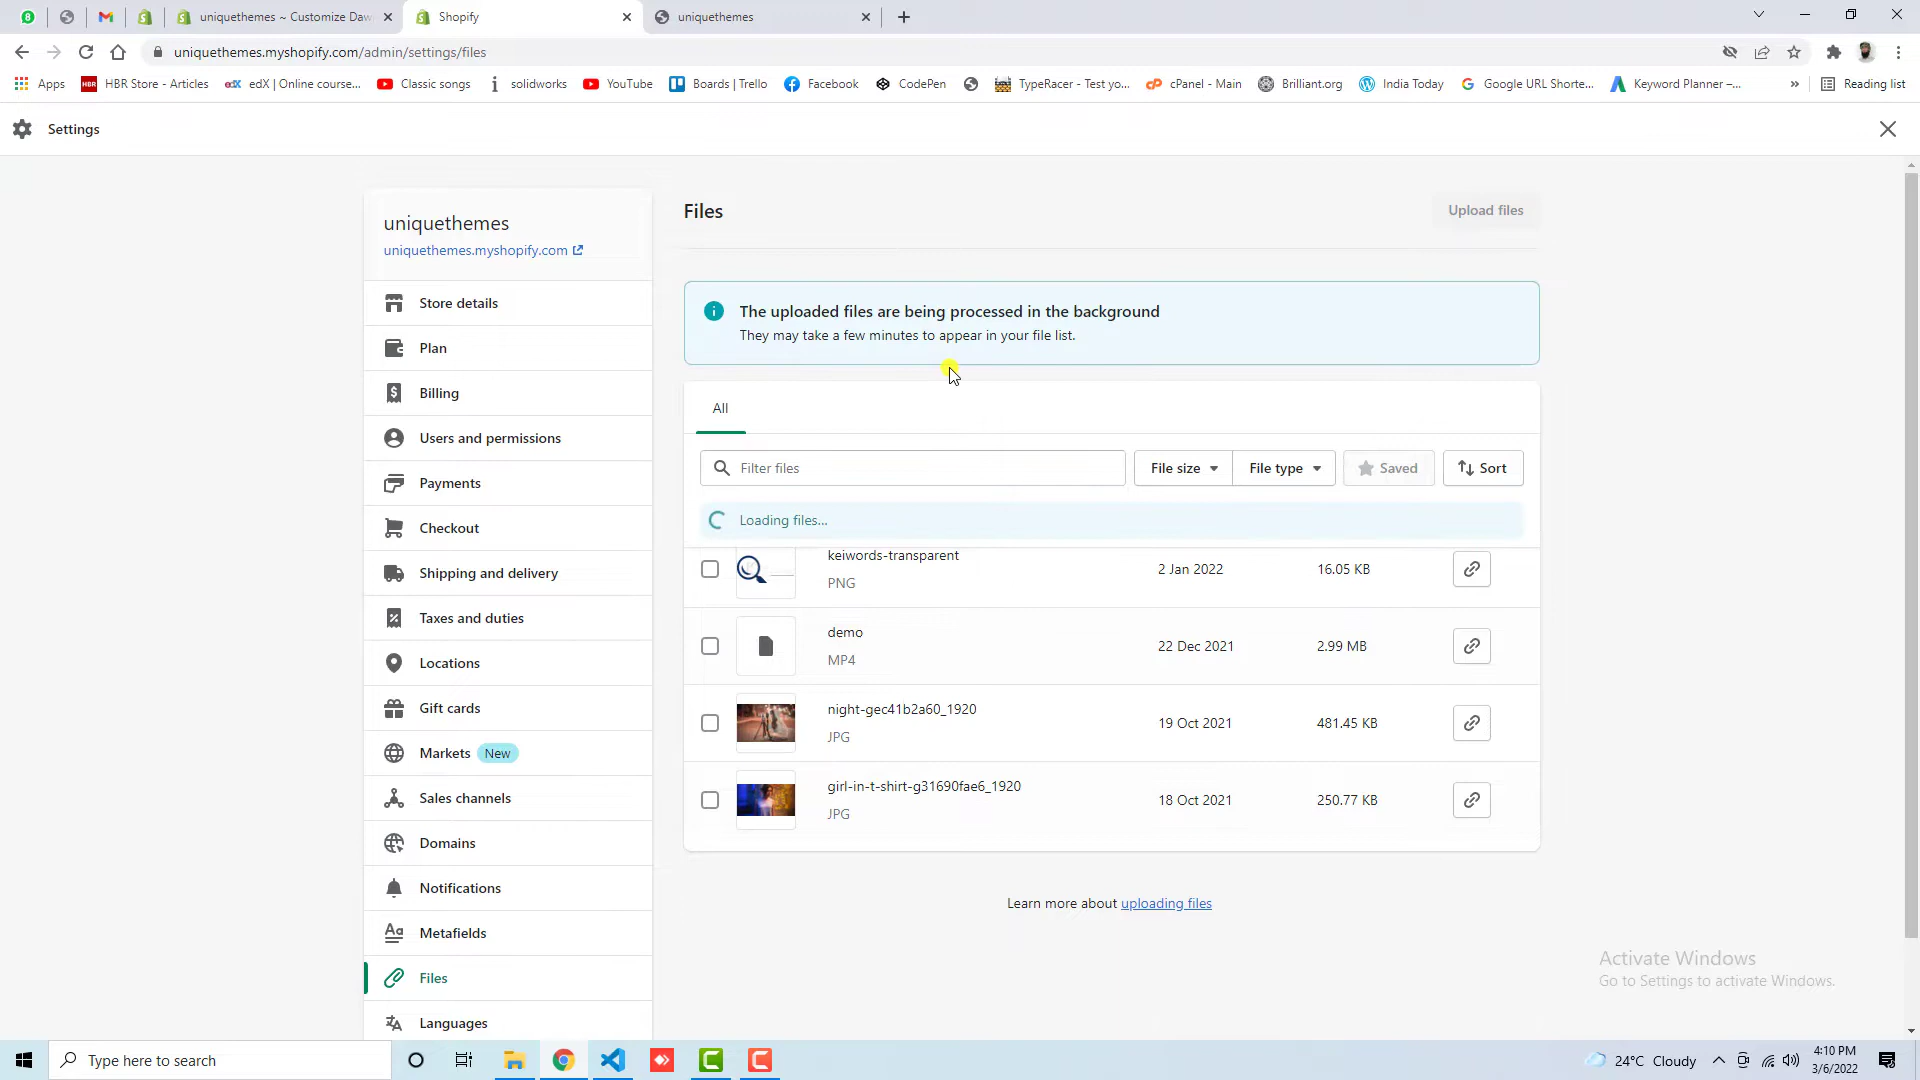 uniquethemes ~ Customize Daw
Shopify
uniquethemes
uniquethemes.myshopify.com/admin/settings/files
Apps
HBR Store - Articles
edX | Online course...
Classic songs
solidworks
YouTube
Boards | Trello
Facebook
CodePen
TypeRacer - Test yo...
cPanel - Main
Brilliant.org
India Today
Google URL Shorte...
Keyword Planner –...
»
Reading list
Settings
uniquethemes
uniquethemes.myshopify.com
Store details
Plan
Billing
Users and permissions
Payments
Checkout
Shipping and delivery
Taxes and duties
Locations
Gift cards
Markets New
Sales channels
Domains
Notifications
Metafields
Files
Languages
Files
Upload files
The uploaded files are being processed in the background
They may take a few minutes to appear in your file list.
All
Filter files
File size
File type
Saved
Sort
Loading files...
keiwords-transparent
PNG
2 Jan 2022
16.05 KB
demo
MP4
22 Dec 2021
2.99 MB
night-gec41b2a60_1920
JPG
19 Oct 2021
481.45 KB
girl-in-t-shirt-g31690fae6_1920
JPG
18 Oct 2021
250.77 KB
Learn more about uploading files
Activate Windows
Go to Settings to activate Windows.
Type here to search
24°C Cloudy
4:10 PM
3/6/2022